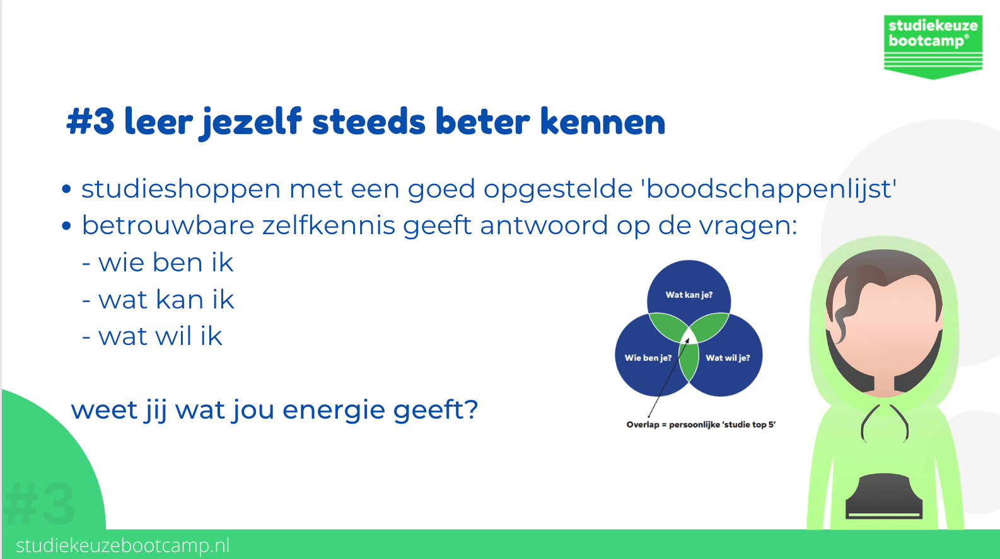 studiekeuze
bootcamp®
#3 leer jezelf steeds beter kennen
• studieshoppen met een goed opgestelde 'boodschappenlijst'
• betrouwbare zelfkennis geeft antwoord op de vragen:
- wie ben ik
- wat kan ik
- wat wil ik
Wat kan je?
Wie ben je?
Wat wil je?
Overlap = persoonlijke ‘studie top 5’
weet jij wat jou energie geeft?
#3
studiekeuzebootcamp.nl